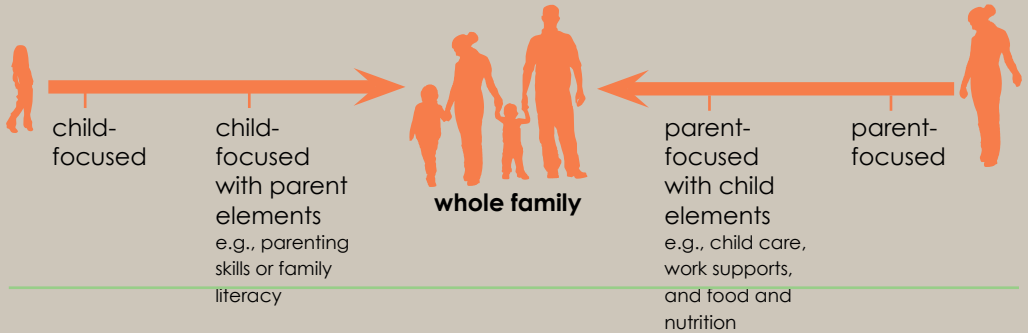 child-
focused
child-
focused
with parent
elements
e.g., parenting
skills or family
literacy
whole family
parent-
focused
with child
elements
e.g., child care,
work supports,
and food and
nutrition
parent-
focused